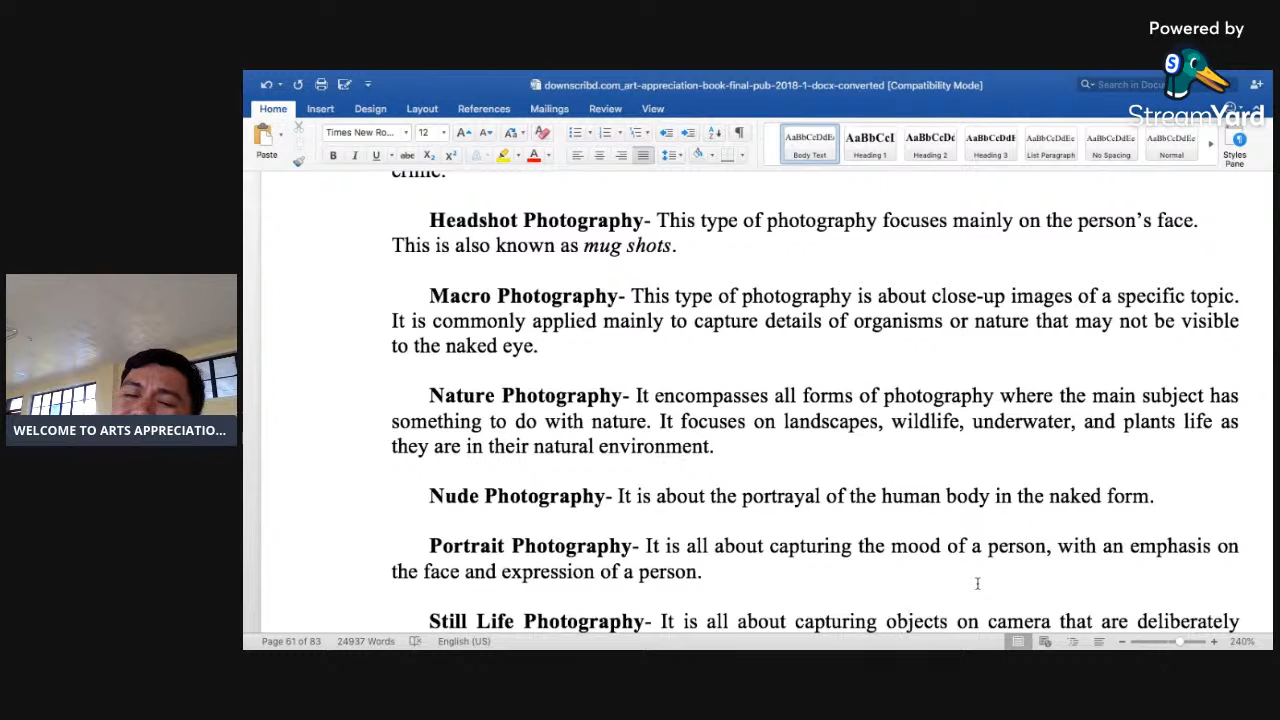 Powered by
StreamYard
downscribd.com_art-appreciation-book-final-pub-2018-1-docx-converted [Compatibility Mode]
Search in Docu
Home Insert Design Layout References Mailings Review View
Paste
Times New Ro... 12
AaBbCcDdEe AaBbCcI AaBbCcDc AaBbCcDdE AaBbCcDdEe AaBbCcDdEe AaBbCcDdEe
Body Text Heading 1 Heading 2 Heading 3 List Paragraph No Spacing Normal
Styles
Pane
crime.
Headshot Photography- This type of photography focuses mainly on the person’s face.
This is also known as mug shots.
Macro Photography- This type of photography is about close-up images of a specific topic.
It is commonly applied mainly to capture details of organisms or nature that may not be visible
to the naked eye.
Nature Photography- It encompasses all forms of photography where the main subject has
something to do with nature. It focuses on landscapes, wildlife, underwater, and plants life as
they are in their natural environment.
Nude Photography- It is about the portrayal of the human body in the naked form.
Portrait Photography- It is all about capturing the mood of a person, with an emphasis on
the face and expression of a person.
Still Life Photography- It is all about capturing objects on camera that are deliberately
WELCOME TO ARTS APPRECIATIO...
Page 61 of 83 24937 Words English (US) 240%